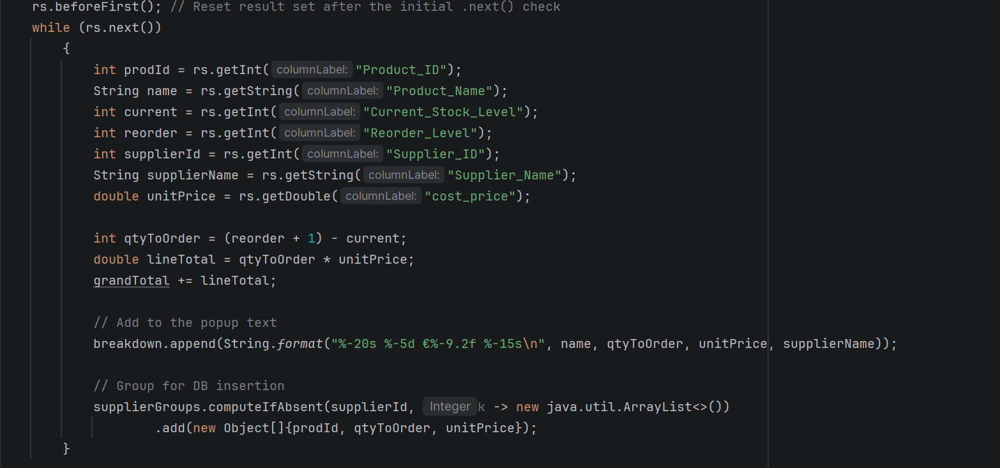 rs.beforeFirst(); // Reset result set after the initial .next() check
while (rs.next())
{
int prodId = rs.getInt( columnLabel: "Product_ID");
String name = rs.getString( columnLabel: "Product_Name");
int current = rs.getInt( columnLabel: "Current_Stock_Level");
int reorder = rs.getInt( columnLabel: "Reorder_Level");
int supplierId = rs.getInt( columnLabel: "Supplier_ID");
String supplierName = rs.getString( columnLabel: "Supplier_Name");
double unitPrice = rs.getDouble( columnLabel: "cost_price");
int qtyToOrder = (reorder + 1) - current;
double lineTotal = qtyToOrder * unitPrice;
grandTotal += lineTotal;
// Add to the popup text
breakdown.append(String.format("%-20s %-5d €%-9.2f %-15s\n", name, qtyToOrder, unitPrice, supplierName));
// Group for DB insertion
supplierGroups.computeIfAbsent(supplierId, Integer k -> new java.util.ArrayList<>())
.add(new Object[]{prodId, qtyToOrder, unitPrice});
}